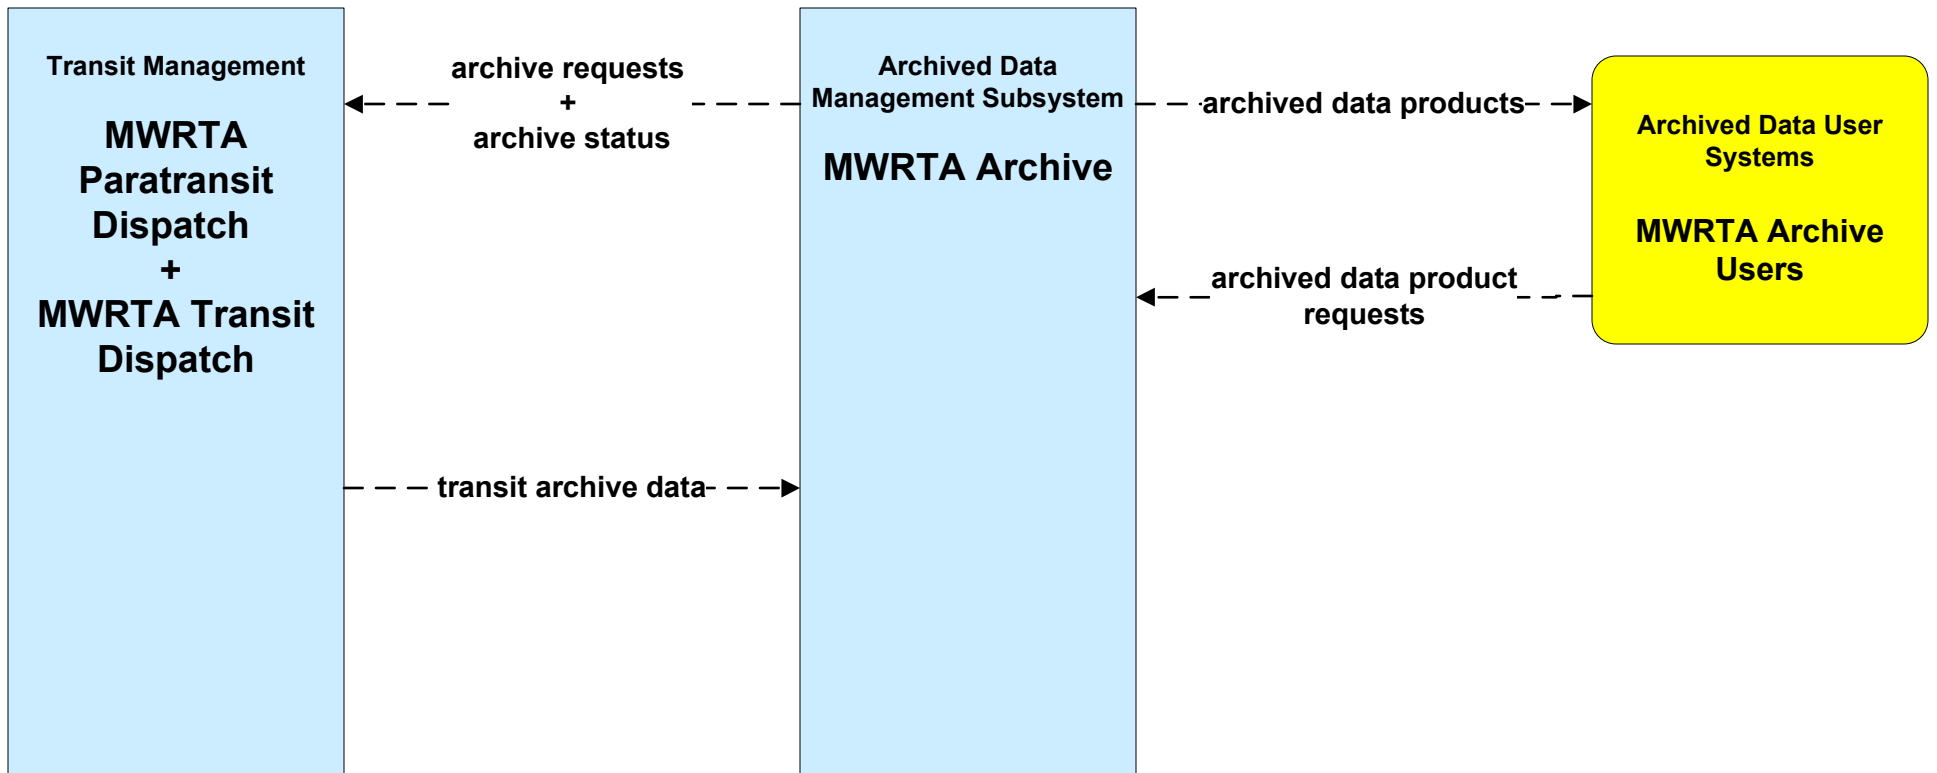 Transit Management
MWRTA
Paratransit
Dispatch
+
MWRTA Transit
Dispatch
archive requests
+
archive status
transit archive data
Archived Data
Management Subsystem
MWRTA Archive
archived data products
archived data product
requests
Archived Data User
Systems
MWRTA Archive
Users